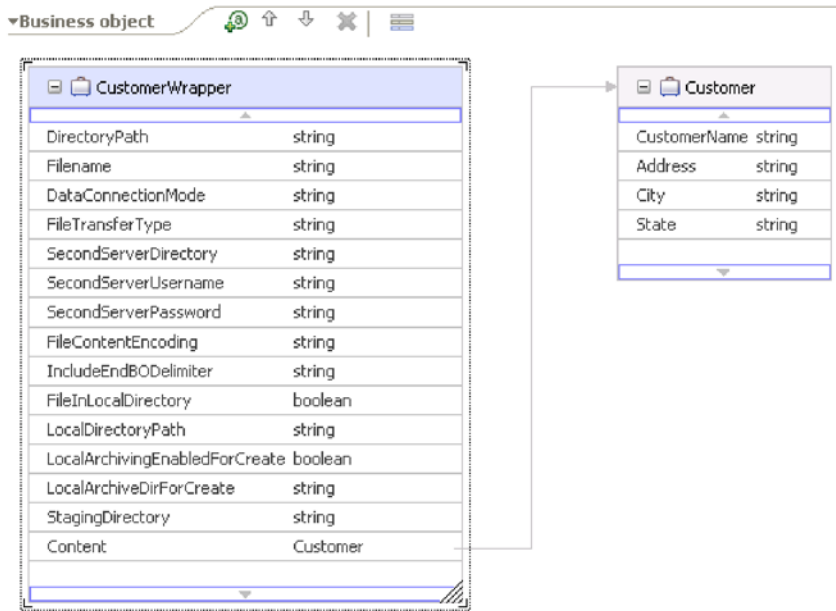 Business object
CustomerWrapper
DirectoryPath string
Filename string
DataConnectionMode string
FileTransferType string
SecondServerDirectory string
SecondServerUsername string
SecondServerPassword string
FileContentEncoding string
IncludeEndBODelimiter string
FileInLocalDirectory boolean
LocalDirectoryPath string
LocalArchivingEnabledForCreate boolean
LocalArchiveDirForCreate string
StagingDirectory string
Content Customer
Customer
CustomerName string
Address string
City string
State string